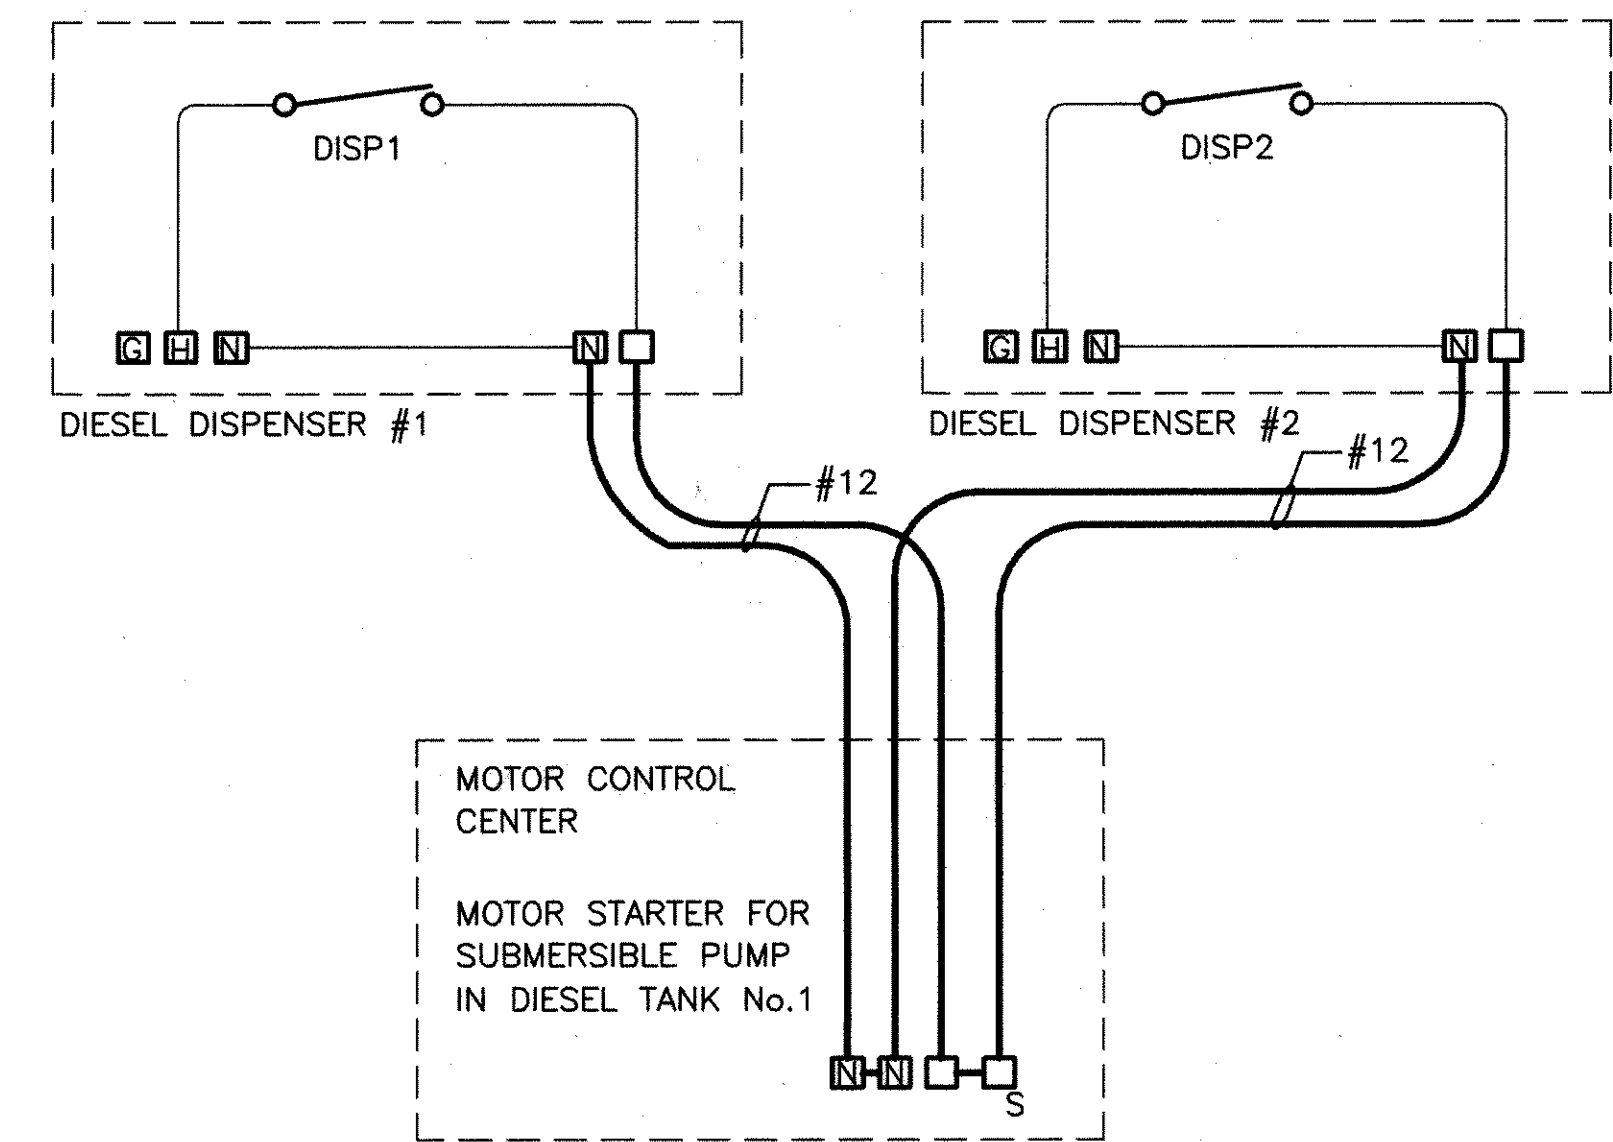 DISP1
G H N N
DIESEL DISPENSER #1
#12
DISP2
G H N N
DIESEL DISPENSER #2
#12
MOTOR CONTROL
CENTER
MOTOR STARTER FOR
SUBMERSIBLE PUMP
IN DIESEL TANK No.1
N N
S